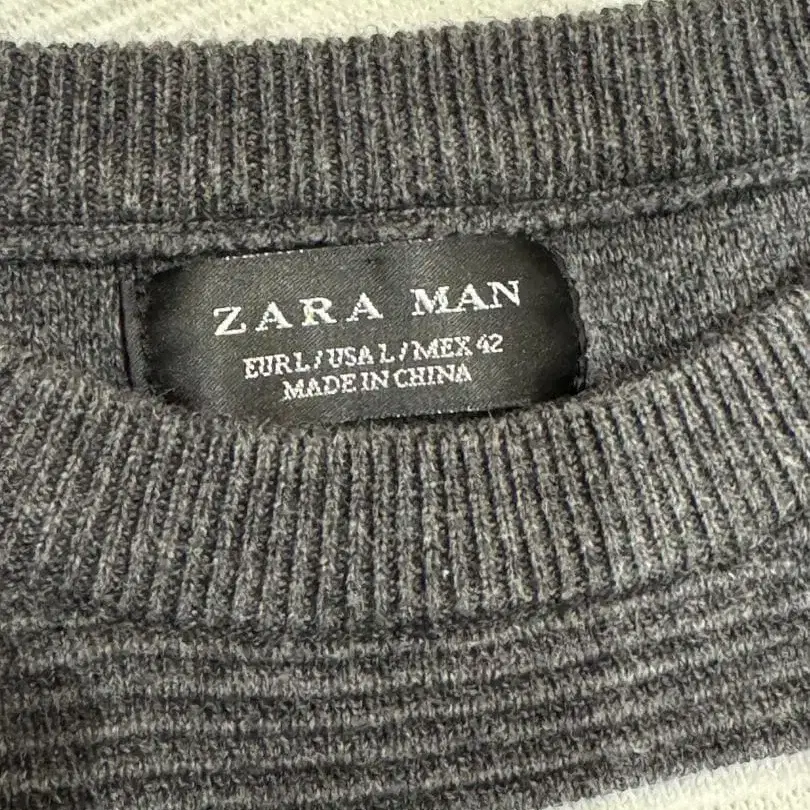 ZARA MAN
EUR L / USA L / MEX 42
MADE IN CHINA